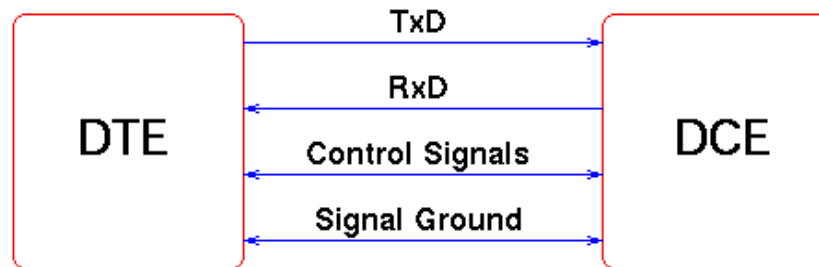 TxD
RxD
DTE
DCE
Control Signals
Signal Ground